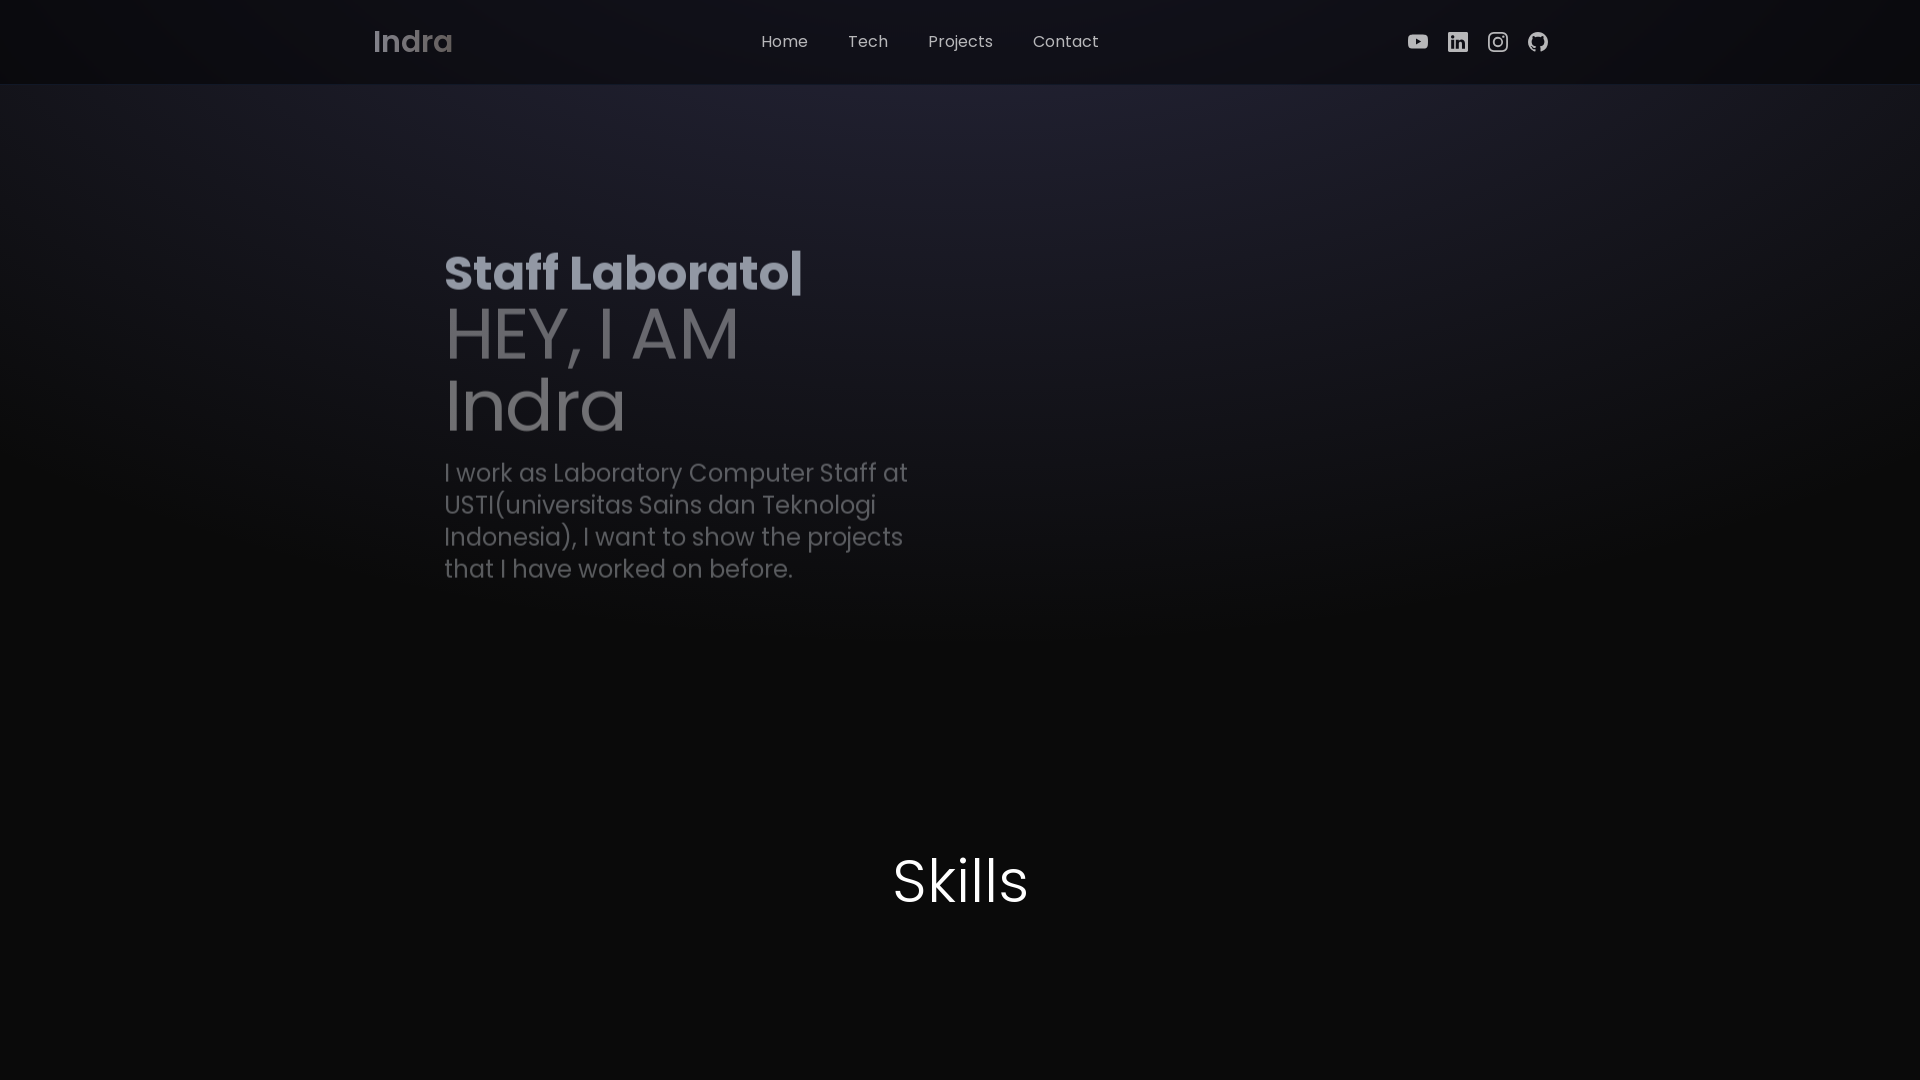 Indra
Home Tech Projects Contact
Staff Laborato|
HEY, I AM
Indra
I work as Laboratory Computer Staff at
USTI(universitas Sains dan Teknologi
Indonesia), I want to show the projects
that I have worked on before.
Skills